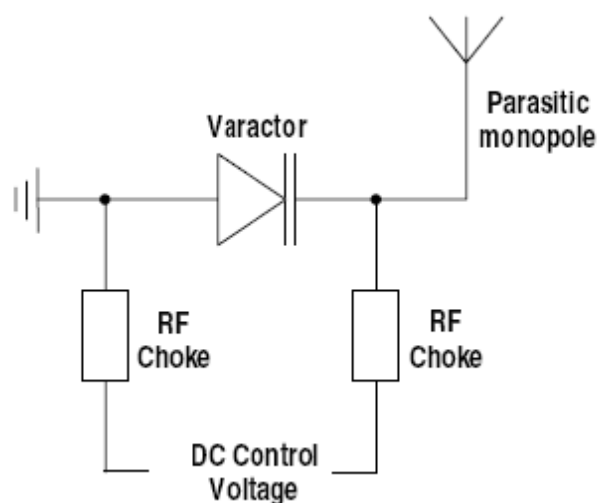 Parasitic
monopole
Varactor
RF
Choke
RF
Choke
DC Control
Voltage